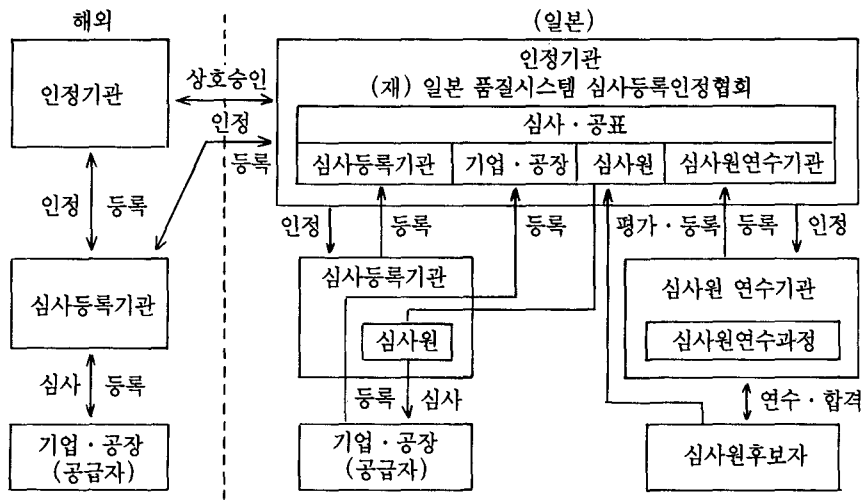 해외
(일본)
인정기관
상호승인
인정기관
(재) 일본 품질시스템 심사등록인정협회
인정
등록
심사·공표
심사등록기관
기업·공장
심사원
심사원연수기관
인정
등록
인정
등록
등록
평가·등록
등록
인정
심사등록기관
심사등록기관
심사원
심사원 연수기관
심사원연수과정
심사
등록
등록
심사
연수·합격
기업·공장
(공급자)
기업·공장
(공급자)
심사원후보자